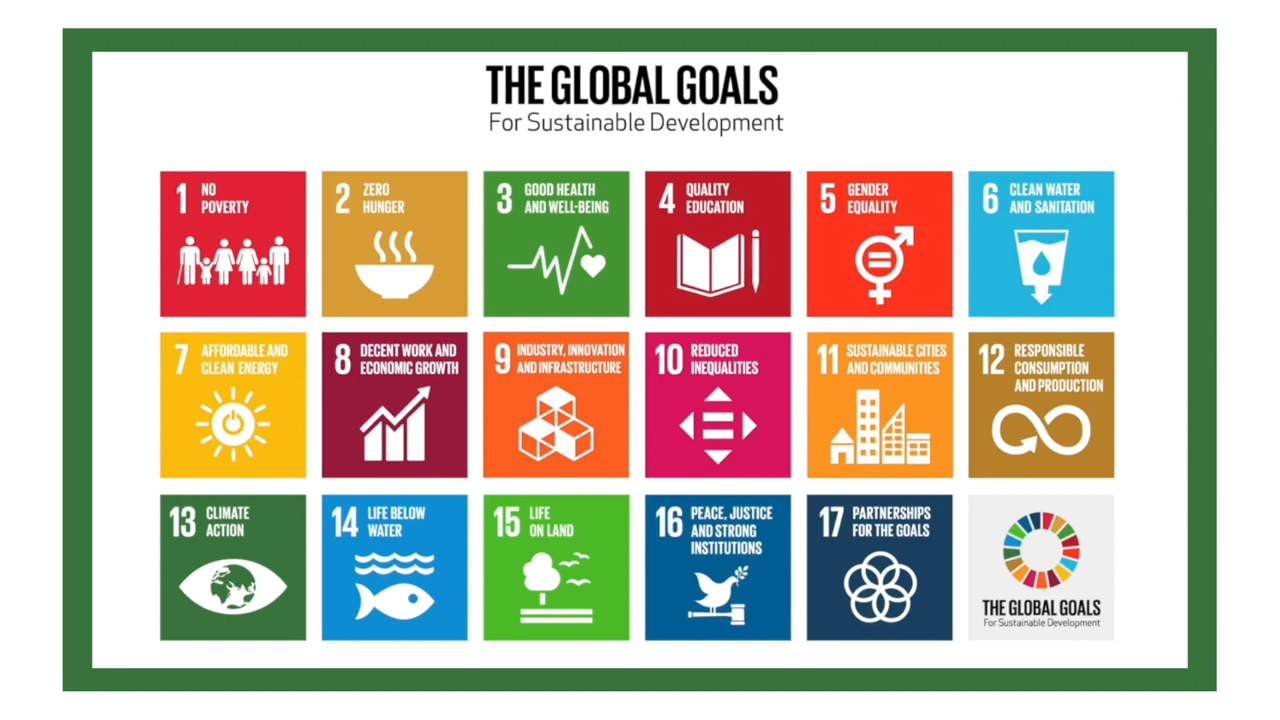 THE GLOBAL GOALS
For Sustainable Development
1 NO
POVERTY
2 ZERO
HUNGER
3 GOOD HEALTH
AND WELL-BEING
4 QUALITY
EDUCATION
5 GENDER
EQUALITY
6 CLEAN WATER
AND SANITATION
7 AFFORDABLE AND
CLEAN ENERGY
8 DECENT WORK AND
ECONOMIC GROWTH
9 INDUSTRY, INNOVATION
AND INFRASTRUCTURE
10 REDUCED
INEQUALITIES
11 SUSTAINABLE CITIES
AND COMMUNITIES
12 RESPONSIBLE
CONSUMPTION
AND PRODUCTION
13 CLIMATE
ACTION
14 LIFE BELOW
WATER
15 LIFE
ON LAND
16 PEACE, JUSTICE
AND STRONG
INSTITUTIONS
17 PARTNERSHIPS
FOR THE GOALS
THE GLOBAL GOALS
For Sustainable Development